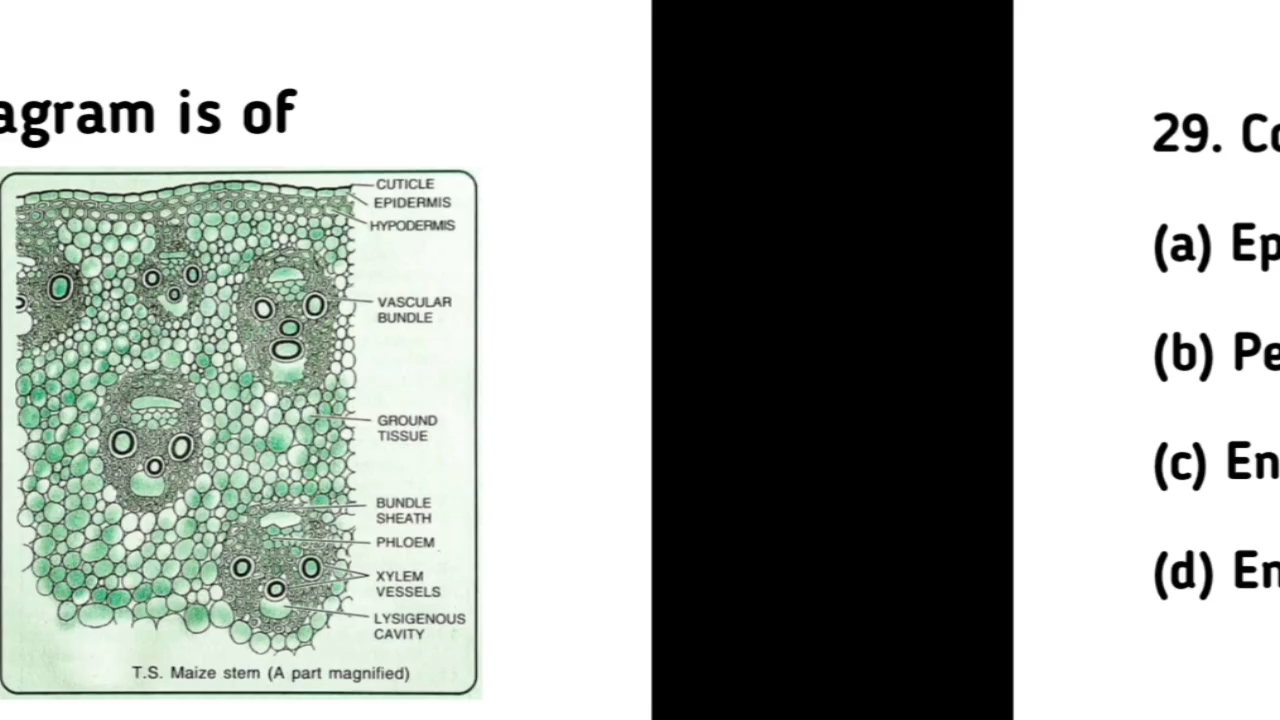 agram is of
CUTICLE
EPIDERMIS
HYPODERMIS
VASCULAR
BUNDLE
GROUND
TISSUE
BUNDLE
SHEATH
PHLOEM
XYLEM
VESSELS
LYSIGENOUS
CAVITY
T.S. Maize stem (A part magnified)
29. Co
(a) Ep
(b) Pe
(c) En
(d) En